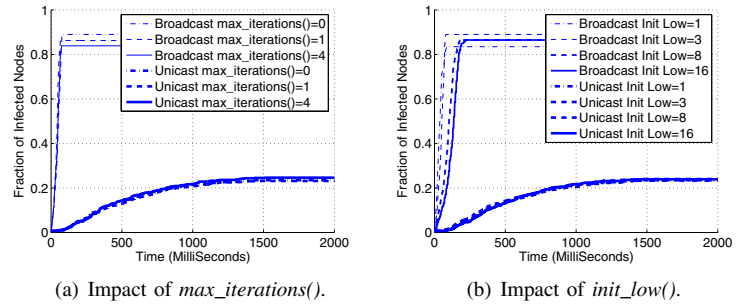 1
0.8
0.6
0.4
0.2
0
Fraction of Infected Nodes
Broadcast max_iterations()=0
Broadcast max_iterations()=1
Broadcast max_iterations()=4
Unicast max_iterations()=0
Unicast max_iterations()=1
Unicast max_iterations()=4
0 500 1000 1500 2000
Time (MilliSeconds)
(a) Impact of max_iterations().
1
0.8
0.6
0.4
0.2
0
Fraction of Infected Nodes
Broadcast Init Low=1
Broadcast Init Low=3
Broadcast Init Low=8
Broadcast Init Low=16
Unicast Init Low=1
Unicast Init Low=3
Unicast Init Low=8
Unicast Init Low=16
0 500 1000 1500 2000
Time (MilliSeconds)
(b) Impact of init_low().